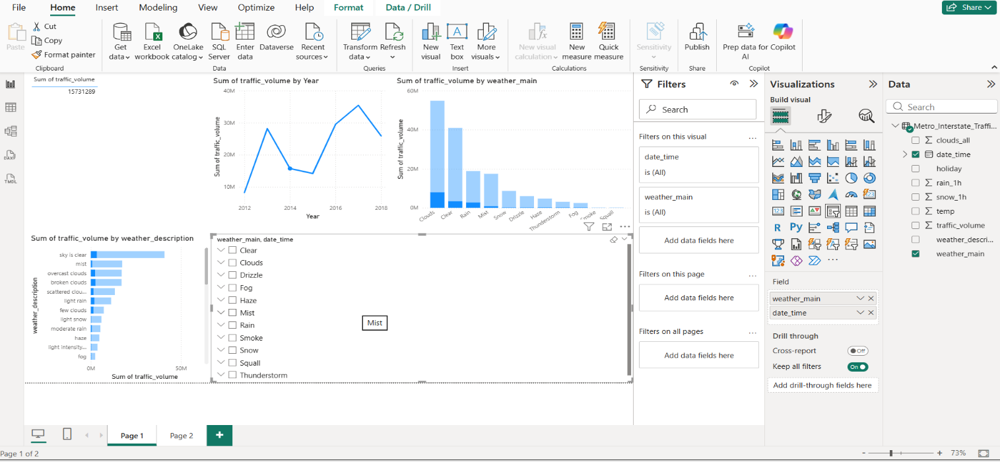 File Home Insert Modeling View Optimize Help Format Data / Drill Share
Paste
Cut
Copy
Format painter
Clipboard
Get data
Excel workbook
OneLake catalog
SQL Server
Enter data
Dataverse
Recent sources
Data
Transform data
Refresh
Queries
New visual
Text box
More visuals
Insert
New visual calculation
New measure
Quick measure
Calculations
Sensitivity
Sensitivity
Publish
Share
Prep data for AI
Copilot
Copilot
DAX
TMDL
Sum of traffic_volume
15731289
Sum of traffic_volume by Year
Sum of traffic_volume
40M
30M
20M
10M
2012 2014 2016 2018
Year
Sum of traffic_volume by weather_main
Sum of traffic_volume
60M
40M
20M
0M
Clouds Clear Rain Mist Snow Drizzle Haze Thunderstorm Fog Smoke Squall
Sum of traffic_volume by weather_description
weather_description
sky is clear
mist
overcast clouds
broken clouds
scattered clou...
light rain
few clouds
light snow
moderate rain
haze
light intensity...
fog
0M 50M
Sum of traffic_volume
weather_main, date_time
Clear
Clouds
Drizzle
Fog
Haze
Mist
Rain
Smoke
Snow
Squall
Thunderstorm
Mist
Filters
Search
Filters on this visual ...
date_time
is (All)
weather_main
is (All)
Add data fields here
Filters on this page ...
Add data fields here
Filters on all pages ...
Add data fields here
Visualizations
Build visual
123
123
R Py
...
Field
weather_main
date_time
Drill through
Cross-report Off
Keep all filters On
Add drill-through fields here
Data
Search
Metro_Interstate_Traffi...
clouds_all
date_time
holiday
rain_1h
snow_1h
temp
traffic_volume
weather_descri...
weather_main
Page 1 Page 2 +
Page 1 of 2
- + 73%